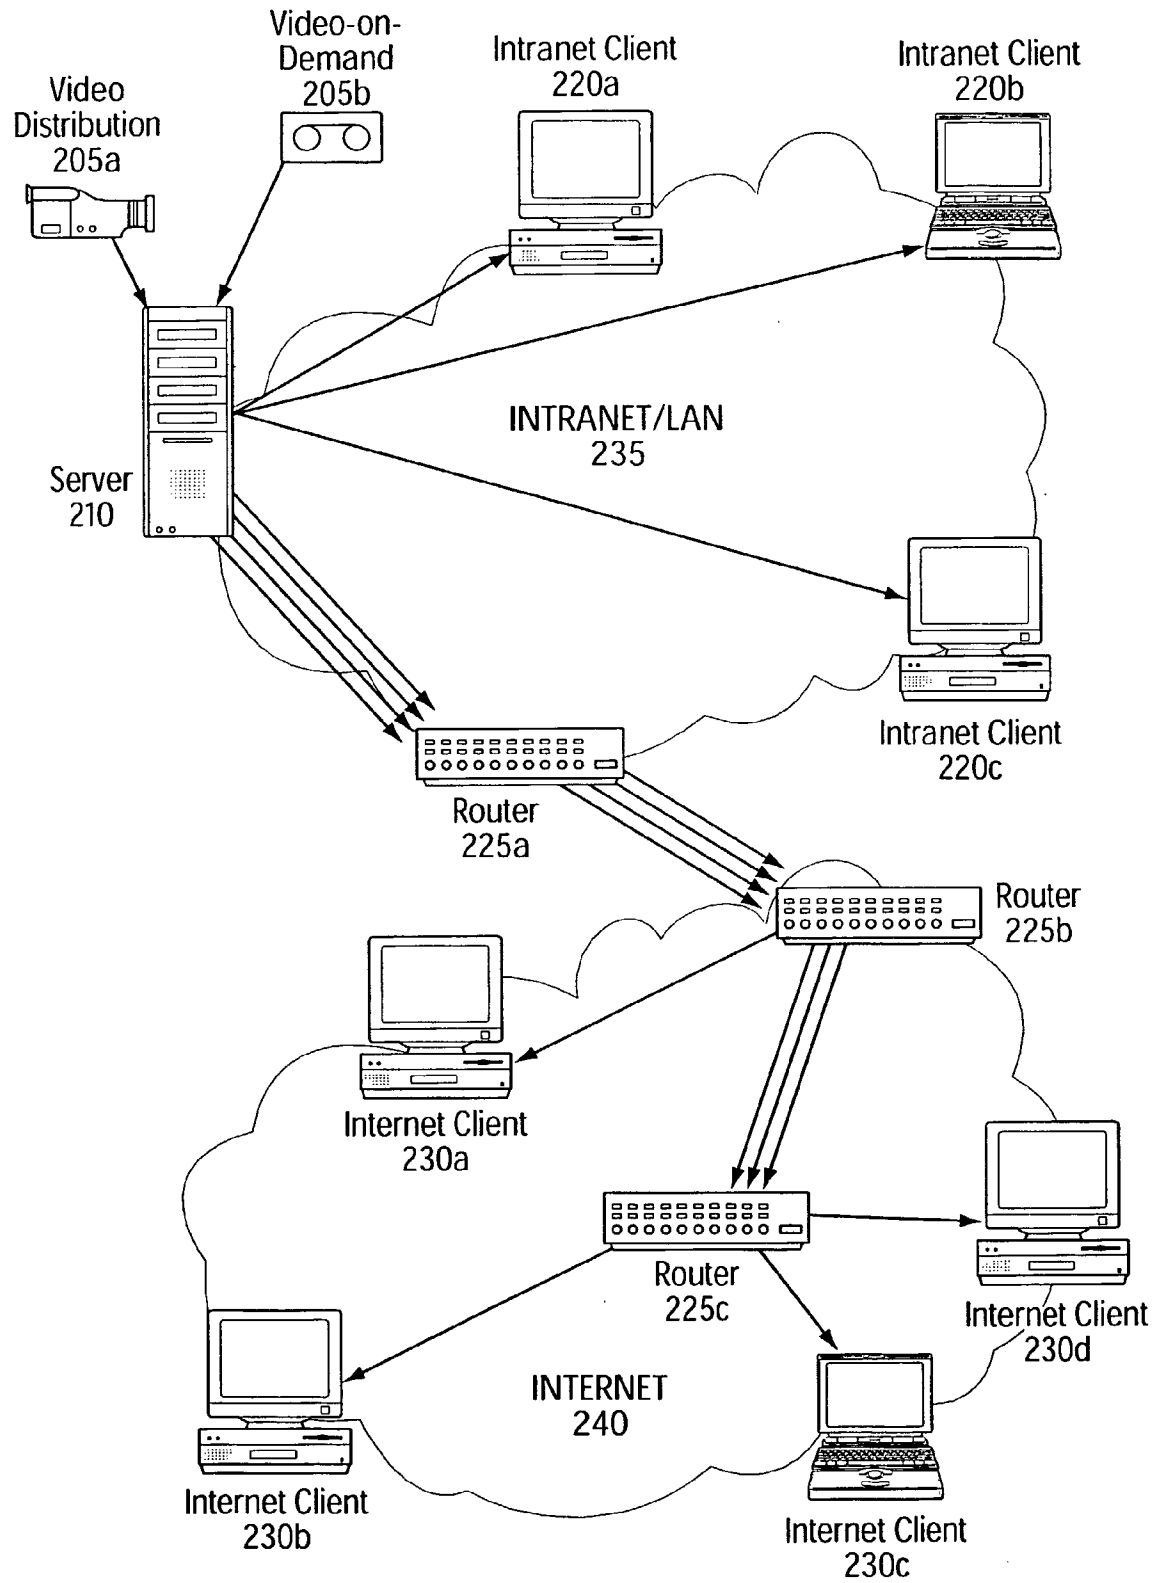 Video-on-
Demand
205b
Intranet Client
220a
Intranet Client
220b
Video
Distribution
205a
INTRANET/LAN
235
Server
210
Intranet Client
220c
Router
225a
Router
225b
Internet Client
230a
Router
225c
Internet Client
230d
INTERNET
240
Internet Client
230b
Internet Client
230c